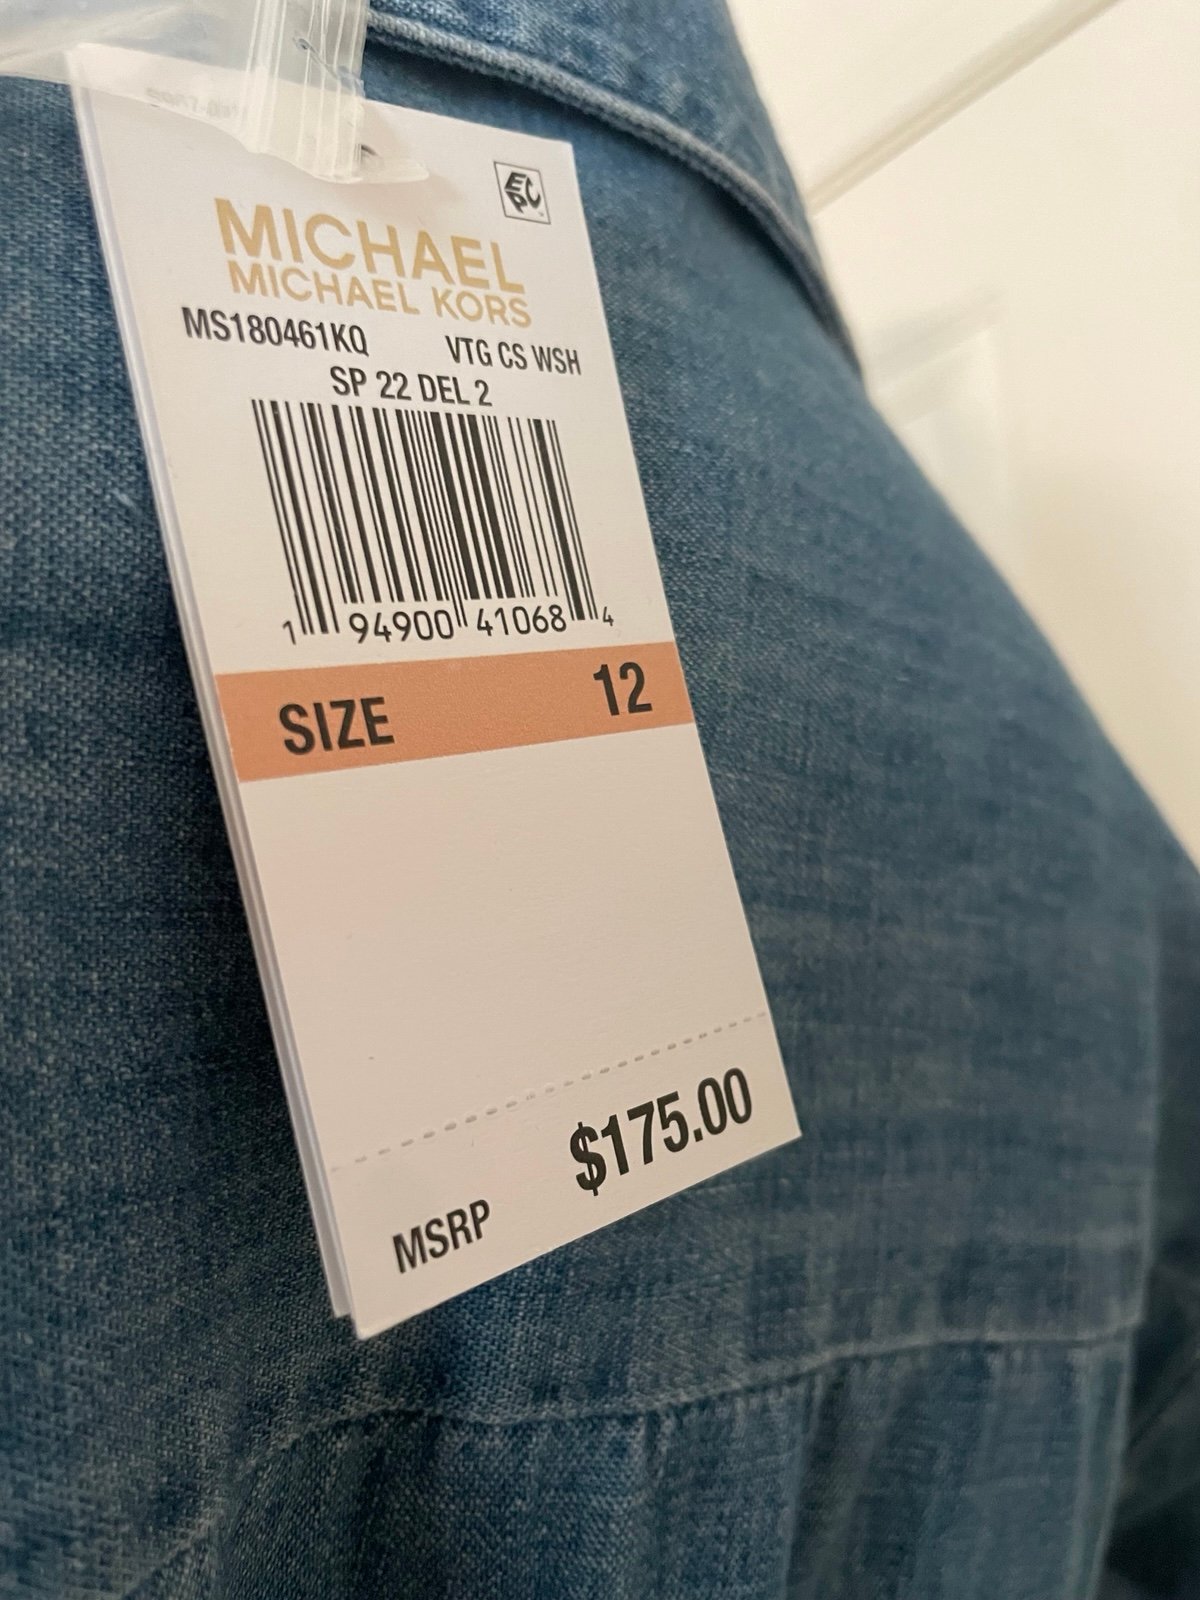 EPC
MICHAEL
MICHAEL KORS
MS180461KQ VTG CS WSH
SP 22 DEL 2
1 94900 41068 4
SIZE 12
$175.00
MSRP